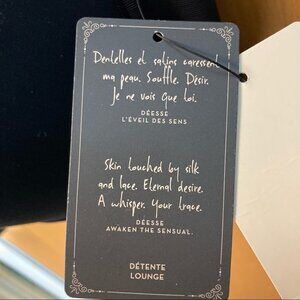 Dentelles et satins caressent
ma peau. Souffle. Désir.
Je ne vois que toi.
DÉESSE
L'ÉVEIL DES SENS
Skin touched by silk
and lace. Eternal desire.
A whisper. Your trace.
DÉESSE
AWAKEN THE SENSUAL.
DÉTENTE
LOUNGE